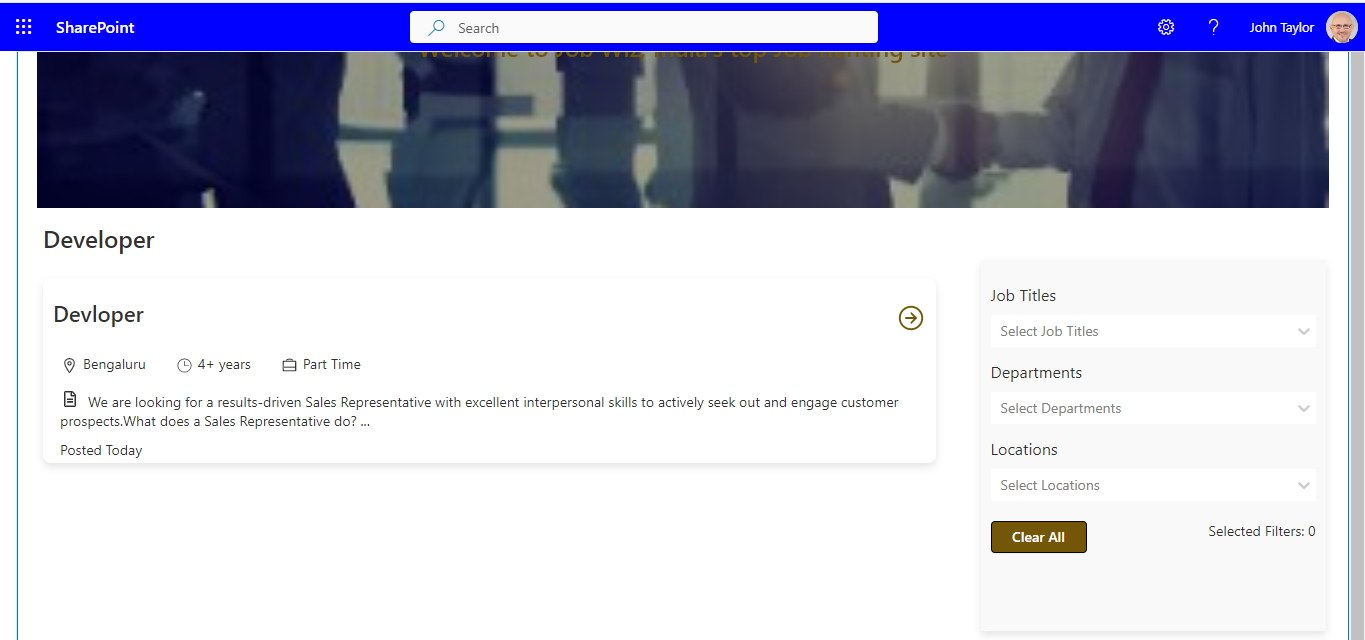 SharePoint
Search
?
John Taylor
Welcome to Job Wiz. India's top Job hunting site
Developer
Devloper
Bengaluru 4+ years Part Time
We are looking for a results-driven Sales Representative with excellent interpersonal skills to actively seek out and engage customer
prospects.What does a Sales Representative do? ...
Posted Today
Job Titles
Select Job Titles
Departments
Select Departments
Locations
Select Locations
Clear All
Selected Filters: 0